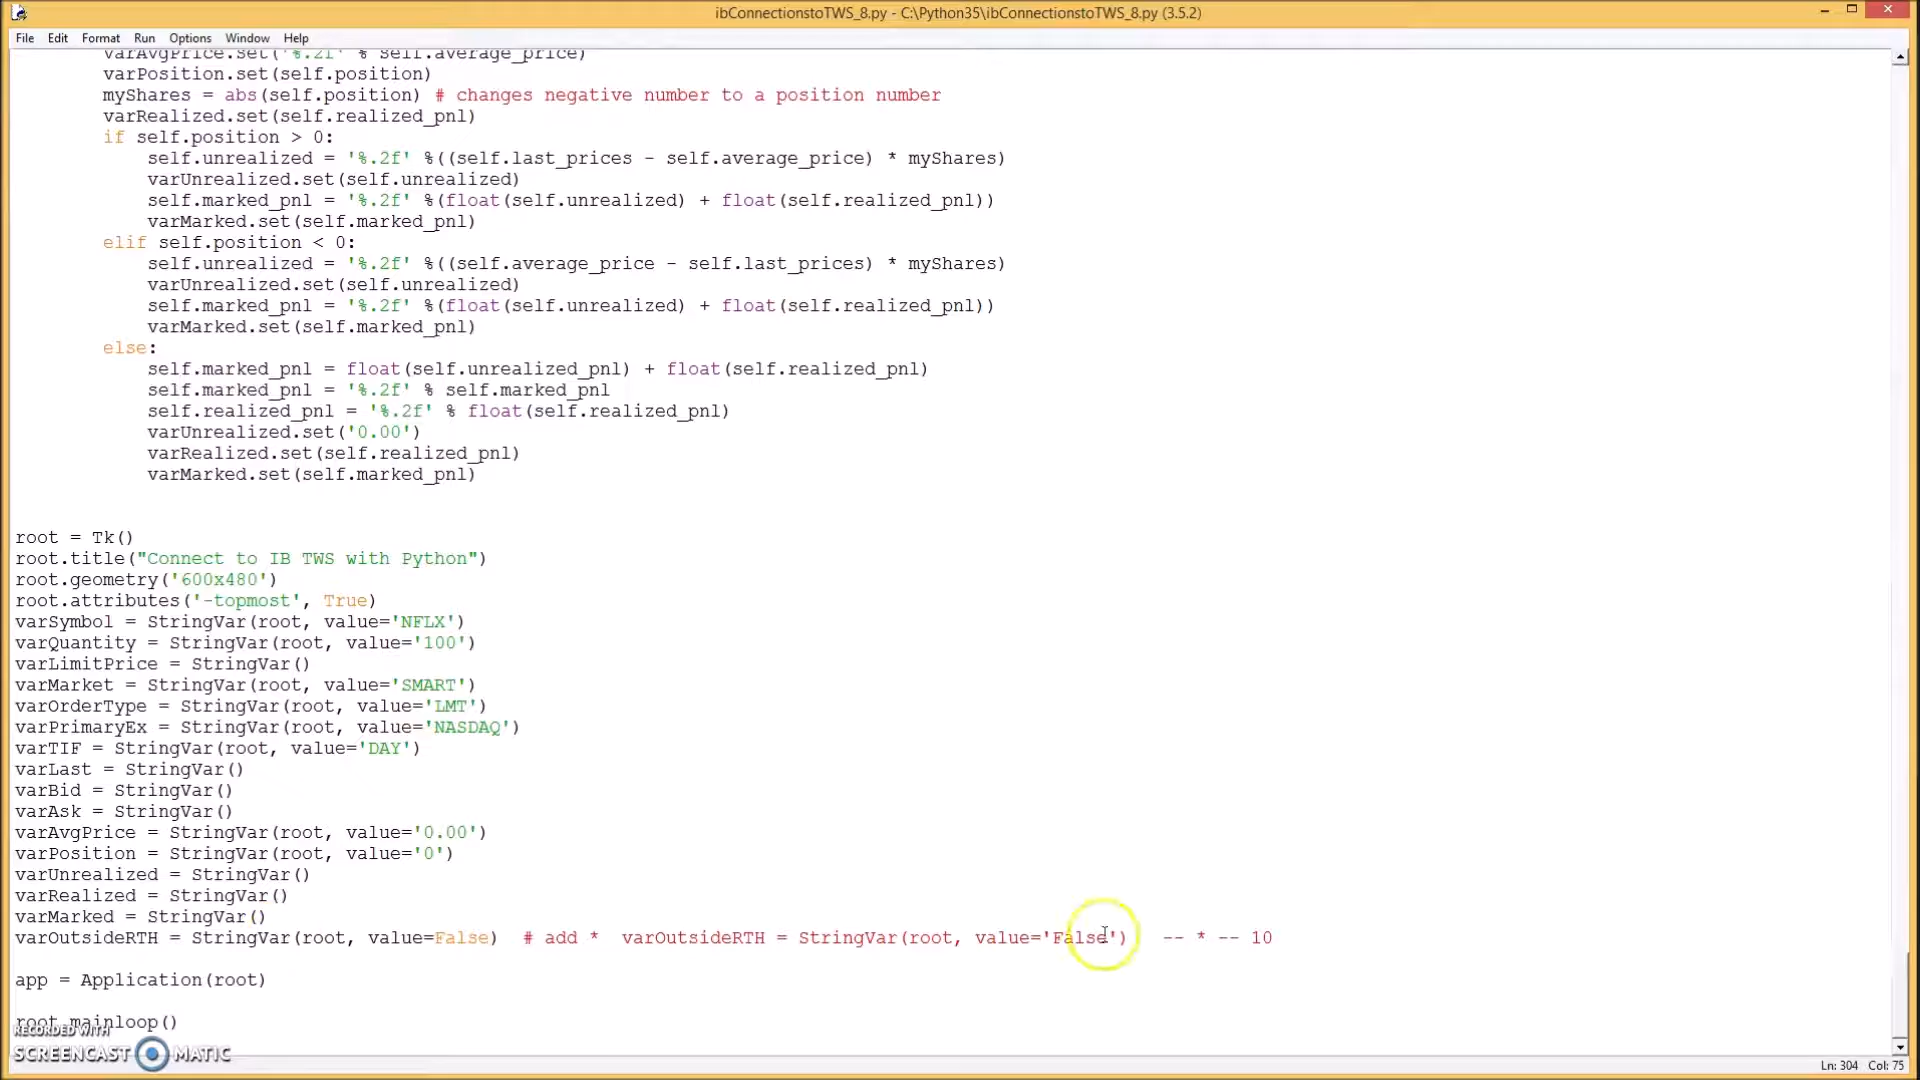 ibConnectionstoTWS_8.py - C:\Python35\ibConnectionstoTWS_8.py (3.5.2)
File Edit Format Run Options Window Help
varAvgPrice.set('%.2f' % self.average_price)
varPosition.set(self.position)
myShares = abs(self.position) # changes negative number to a position number
varRealized.set(self.realized_pnl)
if self.position > 0:
self.unrealized = '%.2f' %((self.last_prices - self.average_price) * myShares)
varUnrealized.set(self.unrealized)
self.marked_pnl = '%.2f' %(float(self.unrealized) + float(self.realized_pnl))
varMarked.set(self.marked_pnl)
elif self.position < 0:
self.unrealized = '%.2f' %((self.average_price - self.last_prices) * myShares)
varUnrealized.set(self.unrealized)
self.marked_pnl = '%.2f' %(float(self.unrealized) + float(self.realized_pnl))
varMarked.set(self.marked_pnl)
else:
self.marked_pnl = float(self.unrealized_pnl) + float(self.realized_pnl)
self.marked_pnl = '%.2f' % self.marked_pnl
self.realized_pnl = '%.2f' % float(self.realized_pnl)
varUnrealized.set('0.00')
varRealized.set(self.realized_pnl)
varMarked.set(self.marked_pnl)
root = Tk()
root.title("Connect to IB TWS with Python")
root.geometry('600x480')
root.attributes('-topmost', True)
varSymbol = StringVar(root, value='NFLX')
varQuantity = StringVar(root, value='100')
varLimitPrice = StringVar()
varMarket = StringVar(root, value='SMART')
varOrderType = StringVar(root, value='LMT')
varPrimaryEx = StringVar(root, value='NASDAQ')
varTIF = StringVar(root, value='DAY')
varLast = StringVar()
varBid = StringVar()
varAsk = StringVar()
varAvgPrice = StringVar(root, value='0.00')
varPosition = StringVar(root, value='0')
varUnrealized = StringVar()
varRealized = StringVar()
varMarked = StringVar()
varOutsideRTH = StringVar(root, value=False) # add * varOutsideRTH = StringVar(root, value='False') -- * -- 10
app = Application(root)
root.mainloop()
RECORDED WITH
SCREENCAST MATIC
Ln: 304 Col: 75